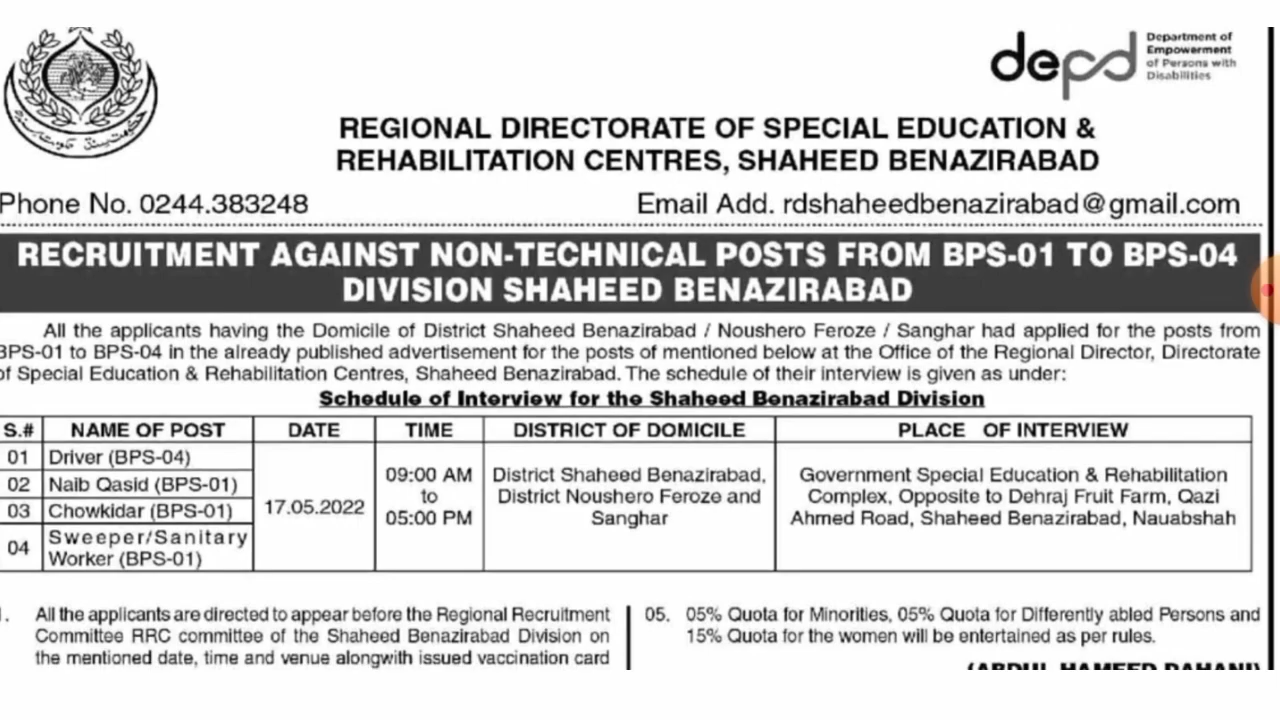 depd
Department of
Empowerment
of Persons with
Disabilities
REGIONAL DIRECTORATE OF SPECIAL EDUCATION &
REHABILITATION CENTRES, SHAHEED BENAZIRABAD
Phone No. 0244.383248
Email Add. rdshaheedbenazirabad@gmail.com
RECRUITMENT AGAINST NON-TECHNICAL POSTS FROM BPS-01 TO BPS-04
DIVISION SHAHEED BENAZIRABAD
All the applicants having the Domicile of District Shaheed Benazirabad / Noushero Feroze / Sanghar had applied for the posts from
BPS-01 to BPS-04 in the already published advertisement for the posts of mentioned below at the Office of the Regional Director, Directorate
of Special Education & Rehabilitation Centres, Shaheed Benazirabad. The schedule of their interview is given as under:
Schedule of Interview for the Shaheed Benazirabad Division
S.# NAME OF POST DATE TIME DISTRICT OF DOMICILE PLACE OF INTERVIEW
01 Driver (BPS-04)
02 Naib Qasid (BPS-01)
03 Chowkidar (BPS-01)
04 Sweeper/Sanitary
Worker (BPS-01)
17.05.2022
09:00 AM
to
05:00 PM
District Shaheed Benazirabad,
District Noushero Feroze and
Sanghar
Government Special Education & Rehabilitation
Complex, Opposite to Dehraj Fruit Farm, Qazi
Ahmed Road, Shaheed Benazirabad, Nauabshah
All the applicants are directed to appear before the Regional Recruitment
Committee RRC committee of the Shaheed Benazirabad Division on
the mentioned date, time and venue alongwith issued vaccination card
05. 05% Quota for Minorities, 05% Quota for Differently abled Persons and
15% Quota for the women will be entertained as per rules.
(ABDUL HAMEED DAHANI)